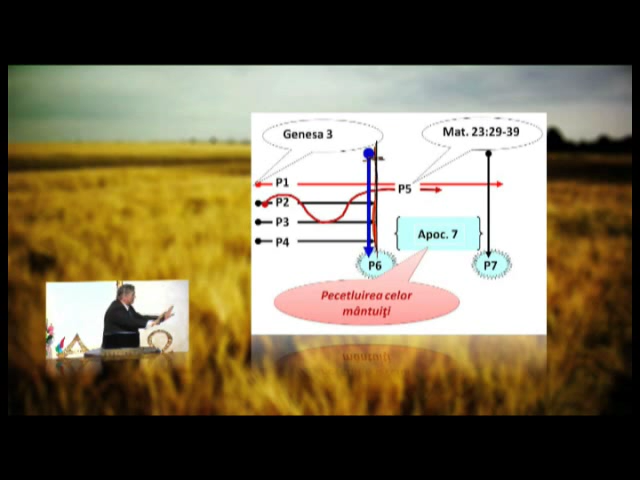 Genesa 3
Mat. 23:29-39
P1
P5
P2
P3
Apoc. 7
P4
P6
P7
Pecetluirea celor
mântuiţi
Α Ω